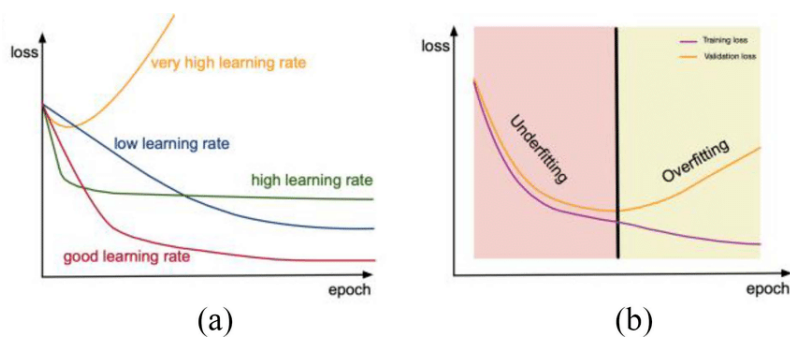 loss
very high learning rate
low learning rate
high learning rate
good learning rate
epoch
(a)
loss
Training loss
Validation loss
Underfitting
Overfitting
epoch
(b)